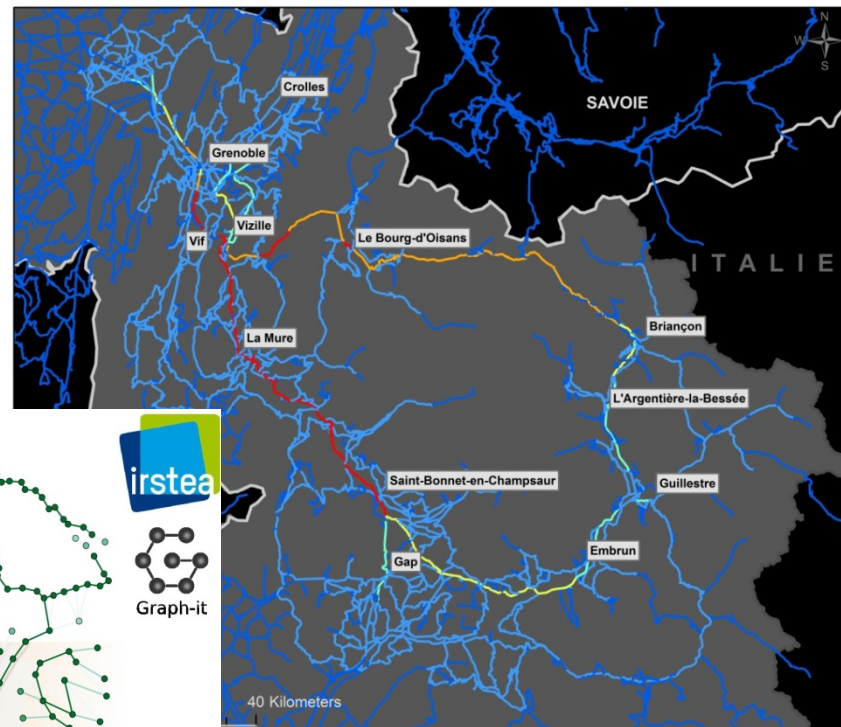 N
W
S
Crolles
SAVOIE
Grenoble
Vizille
Vif
Le Bourg-d'Oisans
ITALIE
La Mure
Briançon
L'Argentière-la-Bessée
irstea
Saint-Bonnet-en-Champsaur
Guillestre
Embrun
Gap
Graph-it
40 Kilometers